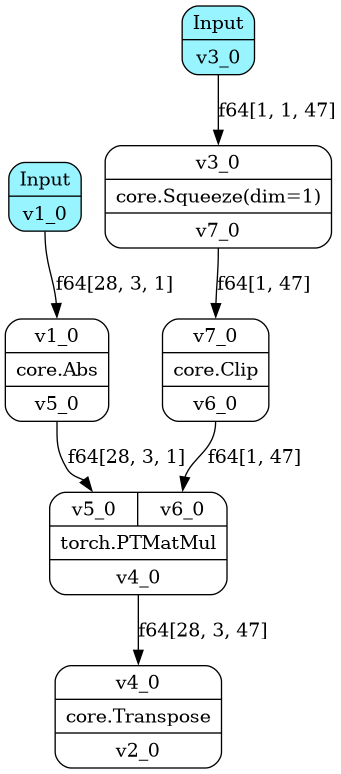 Input
v3_0
f64[1, 1, 47]
v3_0
core.Squeeze(dim=1)
v7_0
Input
v1_0
f64[28, 3, 1]
f64[1, 47]
v1_0
core.Abs
v5_0
v7_0
core.Clip
v6_0
f64[28, 3, 1]
f64[1, 47]
v5_0 v6_0
torch.PTMatMul
v4_0
f64[28, 3, 47]
v4_0
core.Transpose
v2_0